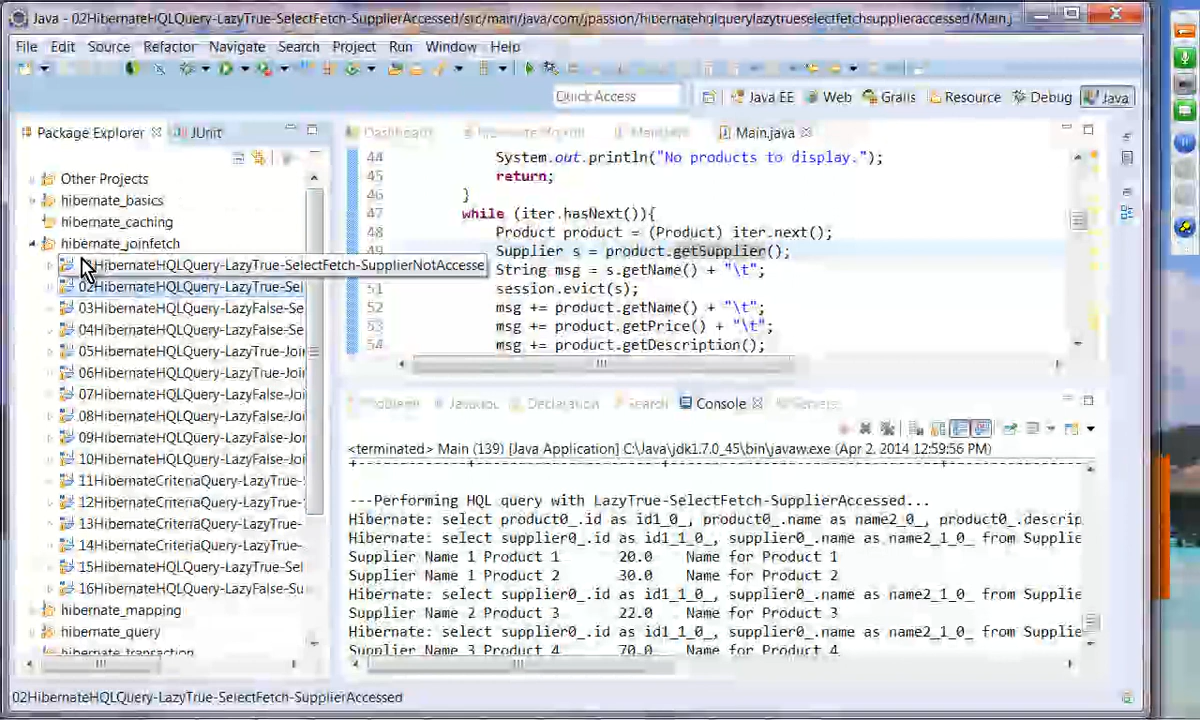 Java - 02HibernateHQLQuery-LazyTrue-SelectFetch-SupplierAccessed/src/main/java/com/jpassion/hibernatehqlquerylazytrueselectfetchsupplieraccessed/Main.j
File Edit Source Refactor Navigate Search Project Run Window Help
Quick Access Java EE Web Grails Resource Debug Java
Package Explorer JUnit
Dashboard Main.java
Other Projects
hibernate_basics
hibernate_caching
hibernate_joinfetch
HibernateHQLQuery-LazyTrue-SelectFetch-SupplierNotAccesse
02HibernateHQLQuery-LazyTrue-Sel
03HibernateHQLQuery-LazyFalse-Se
04HibernateHQLQuery-LazyFalse-Se
05HibernateHQLQuery-LazyTrue-Joi
06HibernateHQLQuery-LazyTrue-Joi
07HibernateHQLQuery-LazyFalse-Joi
08HibernateHQLQuery-LazyFalse-Joi
09HibernateHQLQuery-LazyFalse-Joi
10HibernateHQLQuery-LazyFalse-Joi
11HibernateCriteriaQuery-LazyTrue-
12HibernateCriteriaQuery-LazyTrue-
13HibernateCriteriaQuery-LazyTrue-
14HibernateCriteriaQuery-LazyTrue-
15HibernateHQLQuery-LazyTrue-Sel
16HibernateHQLQuery-LazyFalse-Su
hibernate_mapping
hibernate_query
hibernate_transaction
44 System.out.println("No products to display.");
45 return;
46 }
47 while (iter.hasNext()){
48 Product product = (Product) iter.next();
49 Supplier s = product.getSupplier();
50 String msg = s.getName() + "\t";
51 session.evict(s);
52 msg += product.getName() + "\t";
53 msg += product.getPrice() + "\t";
54 msg += product.getDescription();
Problems Javadoc Declaration Search Console Servers
<terminated> Main (139) [Java Application] C:\Java\jdk1.7.0_45\bin\javaw.exe (Apr 2, 2014 12:59:56 PM)
---Performing HQL query with LazyTrue-SelectFetch-SupplierAccessed...
Hibernate: select product0_.id as id1_0_, product0_.name as name2_0_, product0_.descrip
Hibernate: select supplier0_.id as id1_1_0_, supplier0_.name as name2_1_0_ from Supplie
Supplier Name 1 Product 1 20.0 Name for Product 1
Supplier Name 1 Product 2 30.0 Name for Product 2
Hibernate: select supplier0_.id as id1_1_0_, supplier0_.name as name2_1_0_ from Supplie
Supplier Name 2 Product 3 22.0 Name for Product 3
Hibernate: select supplier0_.id as id1_1_0_, supplier0_.name as name2_1_0_ from Supplie
Supplier Name 3 Product 4 70.0 Name for Product 4
02HibernateHQLQuery-LazyTrue-SelectFetch-SupplierAccessed